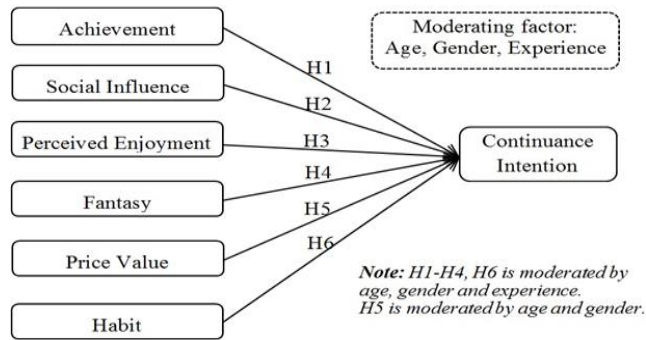 Achievement
Social Influence
Perceived Enjoyment
Fantasy
Price Value
Habit
H1
H2
H3
H4
H5
H6
Moderating factor:
Age, Gender, Experience
Continuance
Intention
Note: H1-H4, H6 is moderated by
age, gender and experience.
H5 is moderated by age and gender.